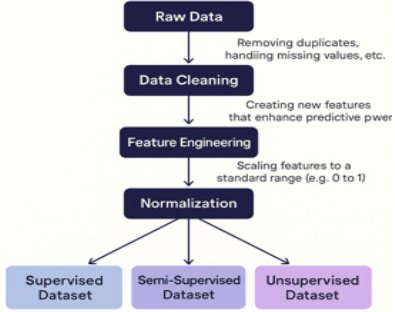 Raw Data
Removing duplicates,
handiing missing values, etc.
Data Cleaning
Creating new features
that enhance predictive pwer
Feature Engineering
Scaling features to a
standard range (e.g. 0 to 1)
Normalization
Supervised
Dataset
Semi-Supervised
Dataset
Unsupervised
Dataset